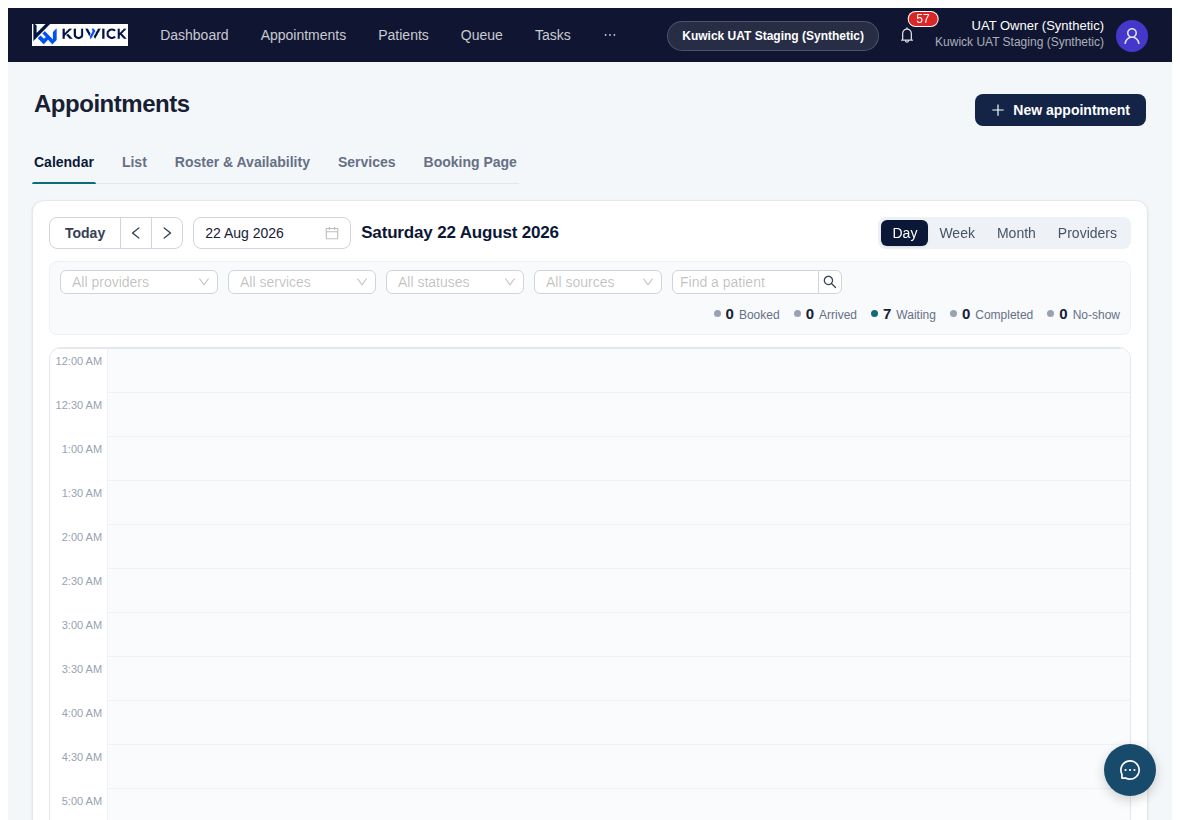 KUWICK Dashboard Appointments Patients Queue Tasks ··· Kuwick UAT Staging (Synthetic) 57 UAT Owner (Synthetic)
Kuwick UAT Staging (Synthetic)
Appointments
+ New appointment
Calendar List Roster & Availability Services Booking Page
Today < > 22 Aug 2026 Saturday 22 August 2026 Day Week Month Providers
All providers All services All statuses All sources Find a patient
0 Booked 0 Arrived 7 Waiting 0 Completed 0 No-show
12:00 AM
12:30 AM
1:00 AM
1:30 AM
2:00 AM
2:30 AM
3:00 AM
3:30 AM
4:00 AM
4:30 AM
5:00 AM